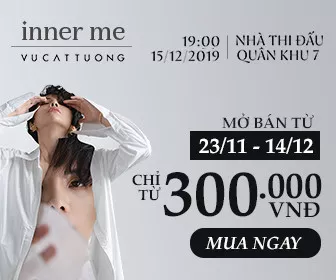 inner me
VUCATTUONG
19:00
15/12/2019
NHÀ THI ĐẤU
QUÂN KHU 7
MỞ BÁN TỪ
23/11 - 14/12
CHỈ
TỪ
300.000
VNĐ
MUA NGAY